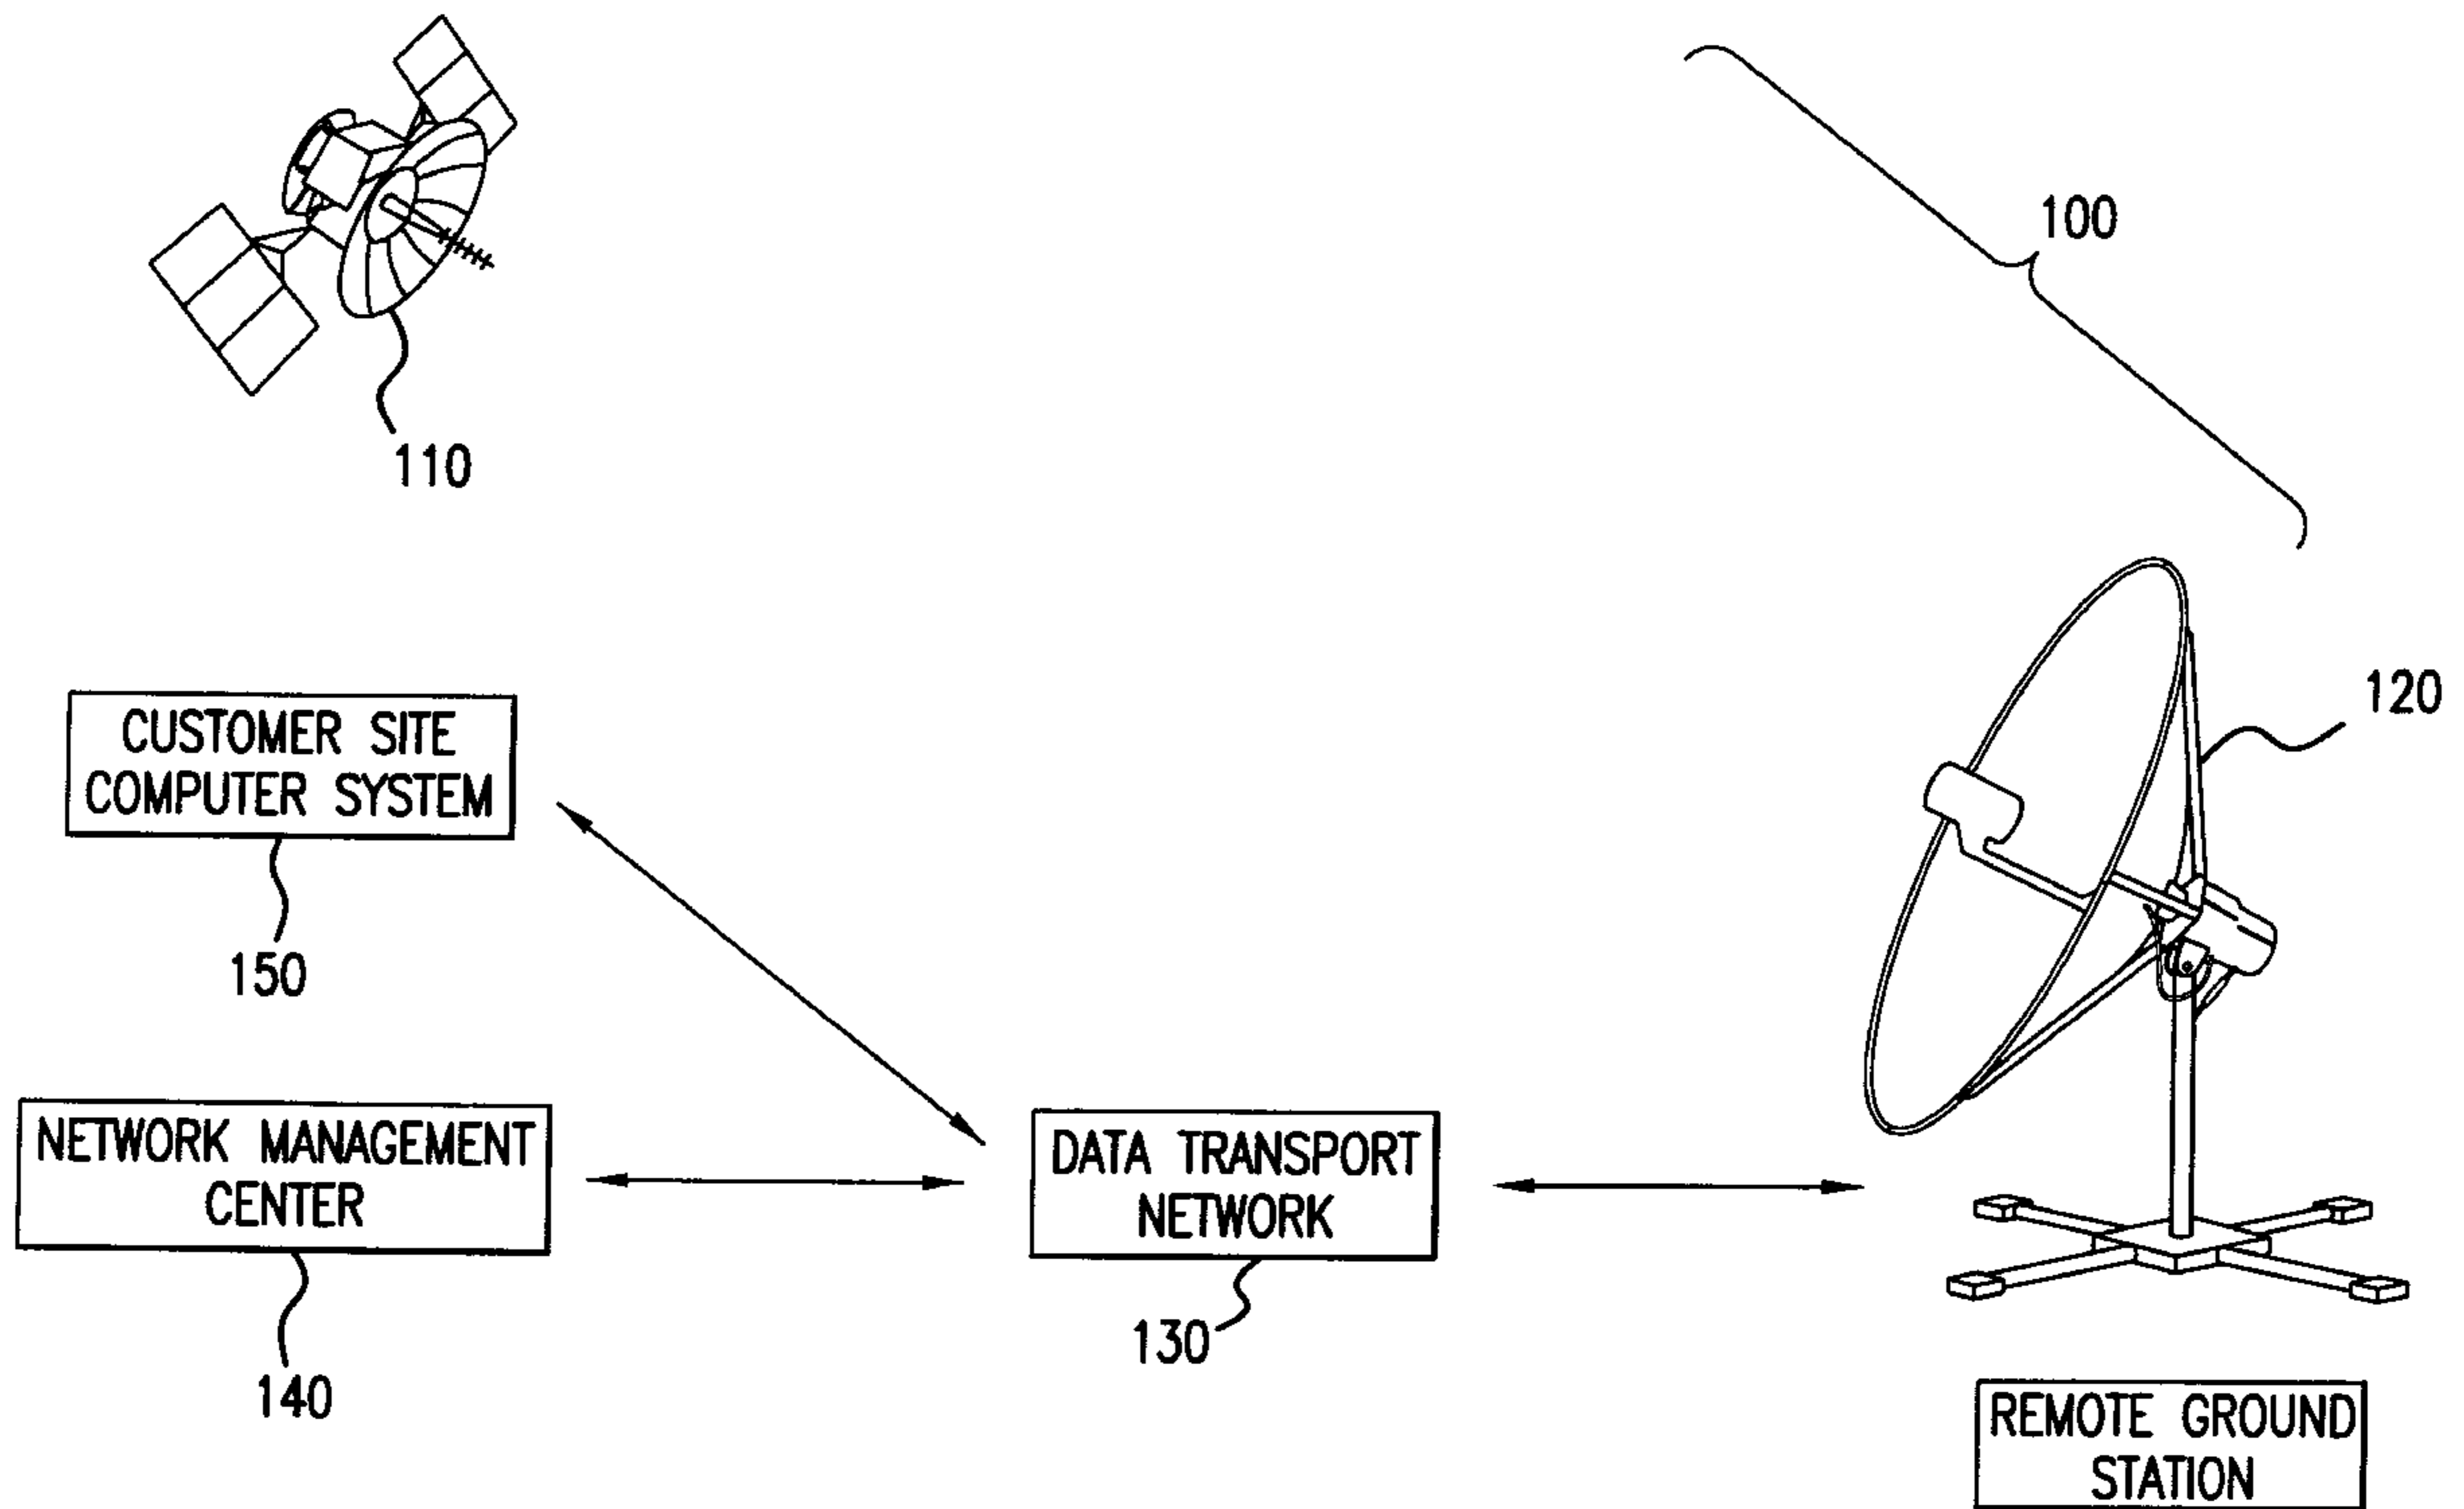 100
110
120
CUSTOMER SITE
COMPUTER SYSTEM
150
NETWORK MANAGEMENT
CENTER
140
DATA TRANSPORT
NETWORK
130
REMOTE GROUND
STATION